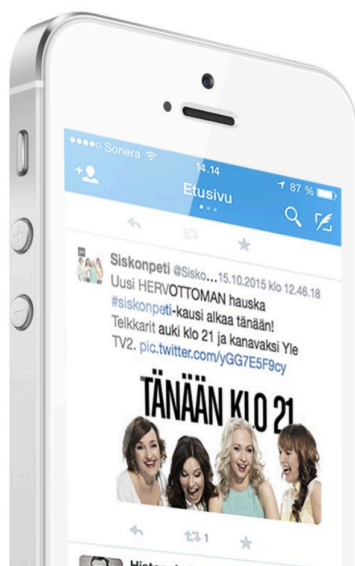 Sonera
14.14
87 %
Etusivu
Siskonpeti @Sisko...15.10.2015 klo 12.46.18
Uusi HERVOTTOMAN hauska
#siskonpeti-kausi alkaa tänään!
Telkkarit auki klo 21 ja kanavaksi Yle
TV2. pic.twitter.com/yGG7E5F9cy
TÄNÄÄN KLO 21
1